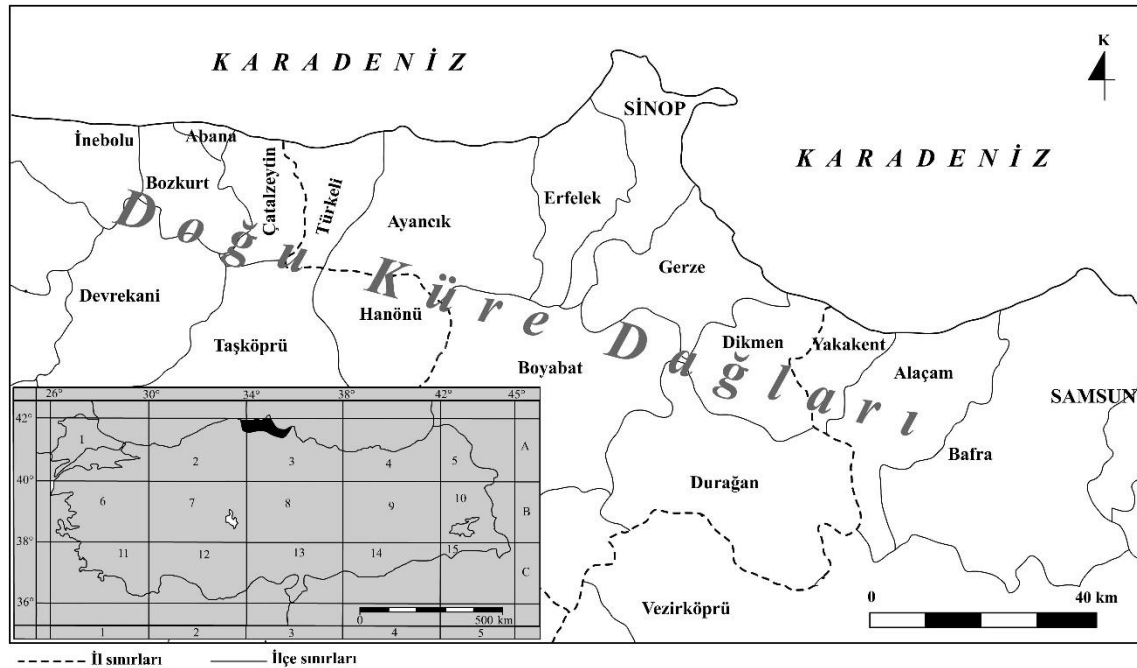 K A R A D E N İ Z
K
SİNOP
K A R A D E N İ Z
İnebolu
Abana
Bozkurt
Çatalzeytin
Türkeli
Ayancık
Erfelek
Gerze
Doğu Küre Dağları
Devrekani
Taşköprü
Hanönü
Boyabat
Dikmen
Yakakent
Alaçam
SAMSUN
Bafra
Durağan
Vezirköprü
26° 30° 34° 38° 42° 45°
42°
1 2 3 4 5 A
40°
6 7 8 9 10 B
38°
11 12 13 14 15 C
36°
0 500 km
1 2 3 4 5
0 40 km
İl sınırları İlçe sınırları